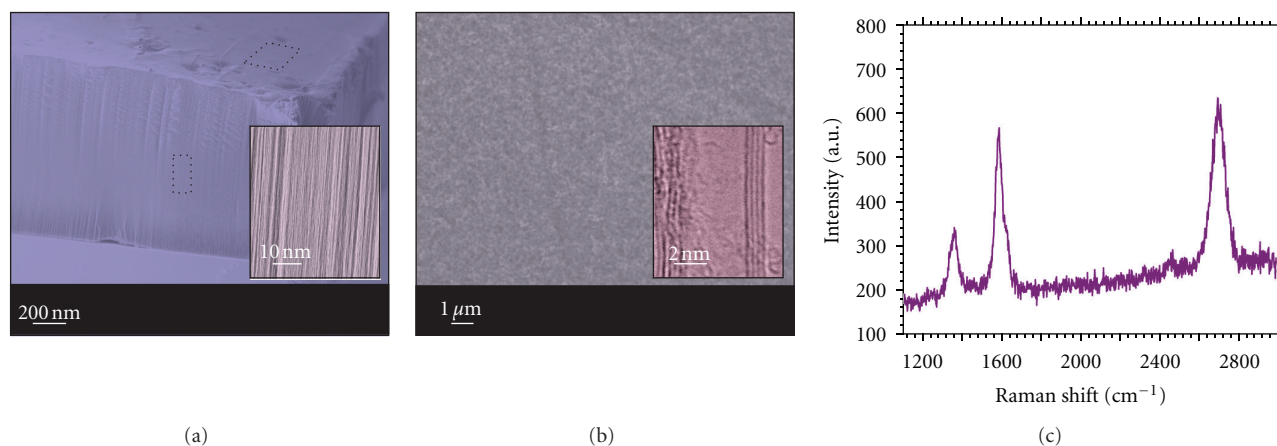 10 nm
200 nm
2 nm
1 μm
800
700
600
500
400
300
200
100
Intensity (a.u.)
1200 1600 2000 2400 2800
Raman shift (cm⁻¹)
(a) (b) (c)